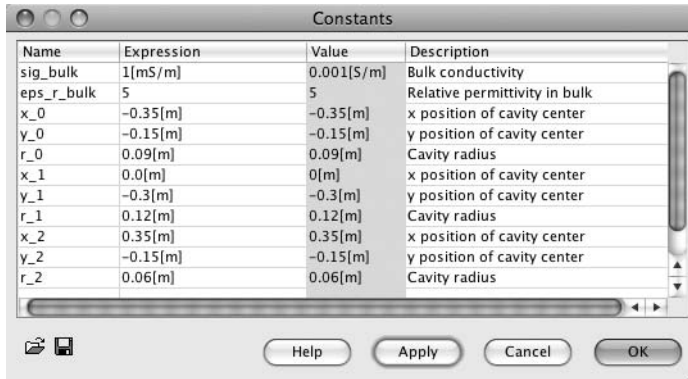 Constants
Name Expression Value Description
sig_bulk 1[mS/m] 0.001[S/m] Bulk conductivity
eps_r_bulk 5 5 Relative permittivity in bulk
x_0 -0.35[m] -0.35[m] x position of cavity center
y_0 -0.15[m] -0.15[m] y position of cavity center
r_0 0.09[m] 0.09[m] Cavity radius
x_1 0.0[m] 0[m] x position of cavity center
y_1 -0.3[m] -0.3[m] y position of cavity center
r_1 0.12[m] 0.12[m] Cavity radius
x_2 0.35[m] 0.35[m] x position of cavity center
y_2 -0.15[m] -0.15[m] y position of cavity center
r_2 0.06[m] 0.06[m] Cavity radius
Help Apply Cancel OK